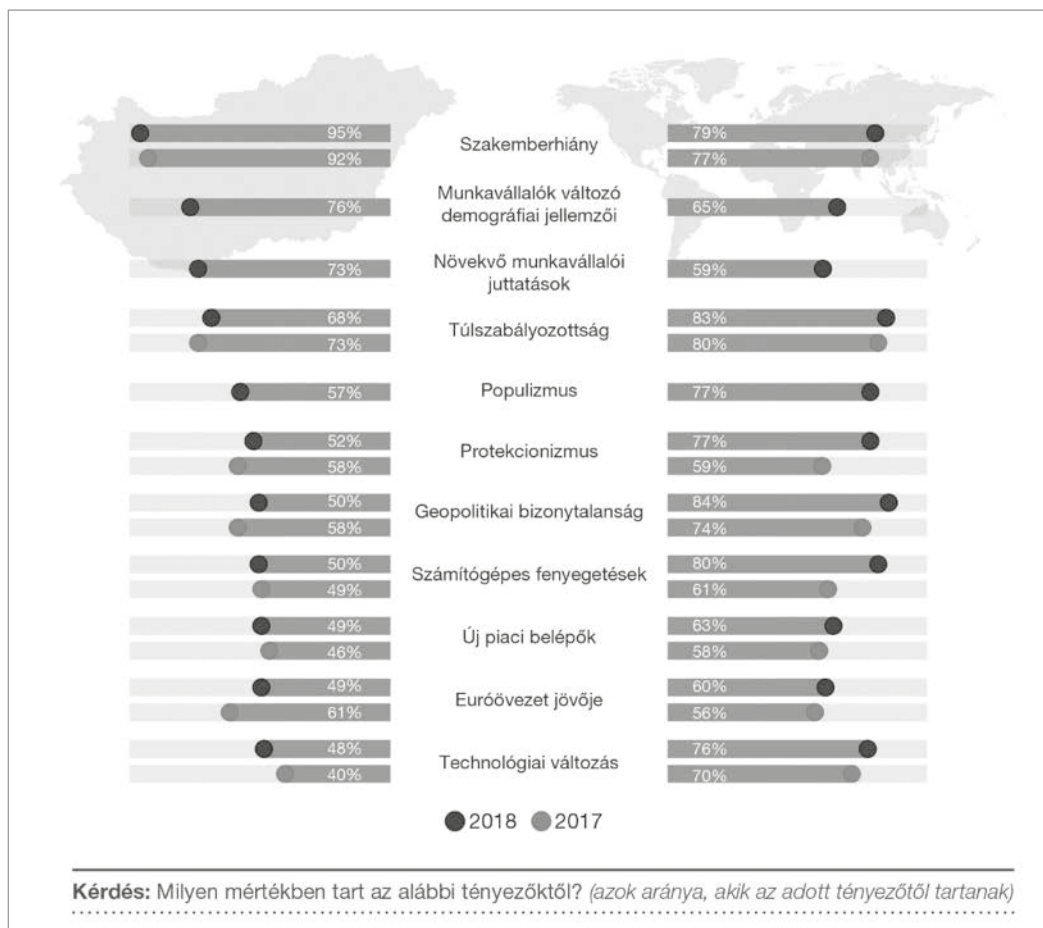 95% Szakemberhiány 79%
92% 77%
76% Munkavállalók változó demográfiai jellemzői 65%
73% Növekvő munkavállalói juttatások 59%
68% Túlszabályozottság 83%
73% 80%
57% Populizmus 77%
52% Protekcionizmus 77%
58% 59%
50% Geopolitikai bizonytalanság 84%
58% 74%
50% Számítógépes fenyegetések 80%
49% 61%
49% Új piaci belépők 63%
46% 58%
49% Euróövezet jövője 60%
61% 56%
48% Technológiai változás 76%
40% 70%
2018 2017
Kérdés: Milyen mértékben tart az alábbi tényezőktől? (azok aránya, akik az adott tényezőtől tartanak)